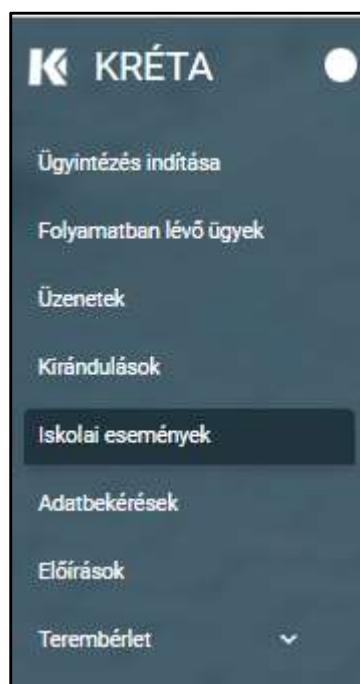 KRÉTA
Ügyintézés indítása
Folyamatban lévő ügyek
Üzenetek
Kirándulások
Iskolai események
Adatbekérések
Előírások
Terembérlet